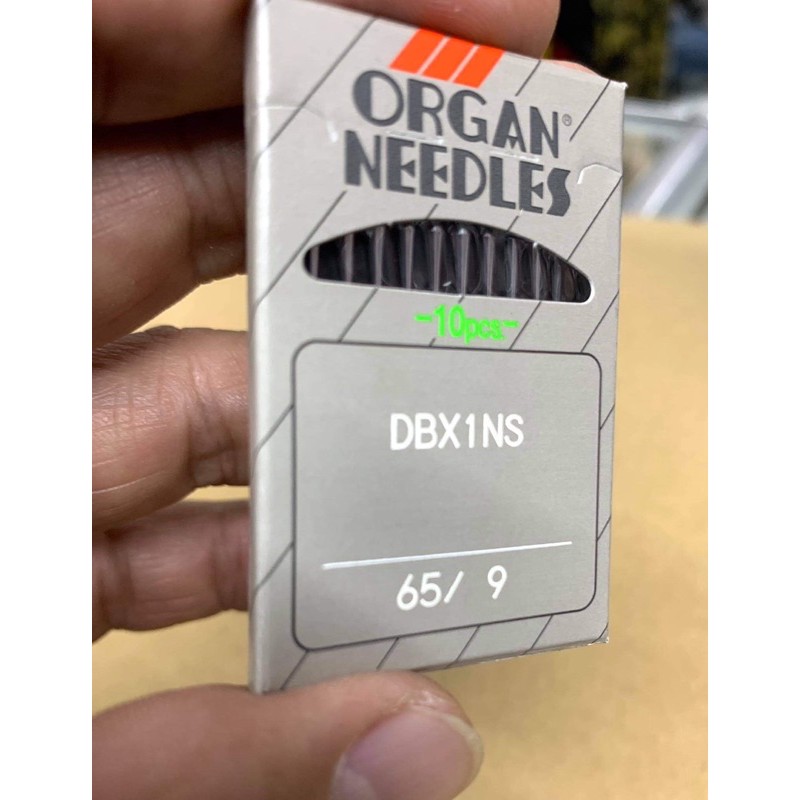 ORGAN®
NEEDLES
-10pcs-
DBX1NS
65/ 9